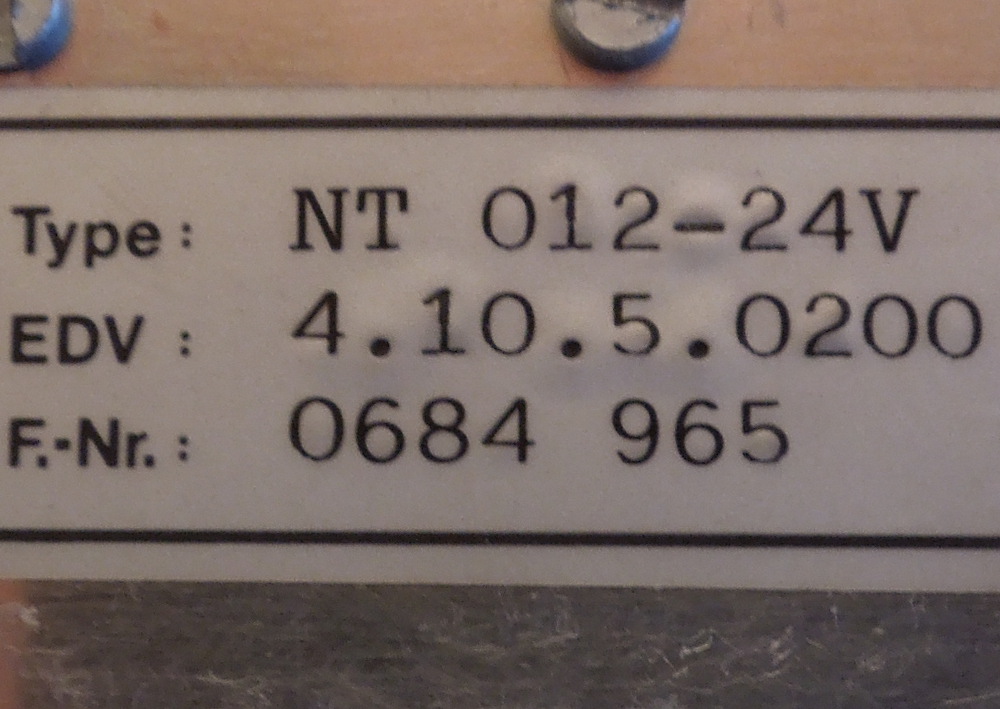 Type: NT 012-24V
EDV: 4.10.5.0200
F.-Nr.: 0684 965